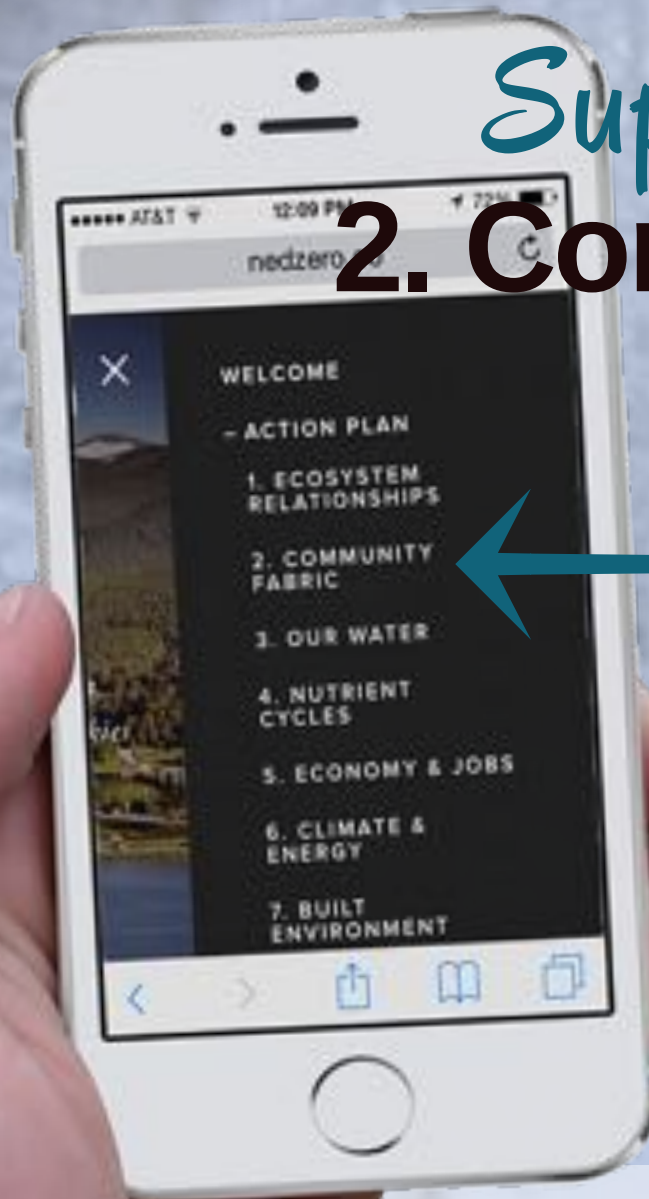 Sup
2. Cor
AT&T 12:09 PM
nedzero
WELCOME
– ACTION PLAN
1. ECOSYSTEM
RELATIONSHIPS
2. COMMUNITY
FABRIC
3. OUR WATER
4. NUTRIENT
CYCLES
5. ECONOMY & JOBS
6. CLIMATE &
ENERGY
7. BUILT
ENVIRONMENT